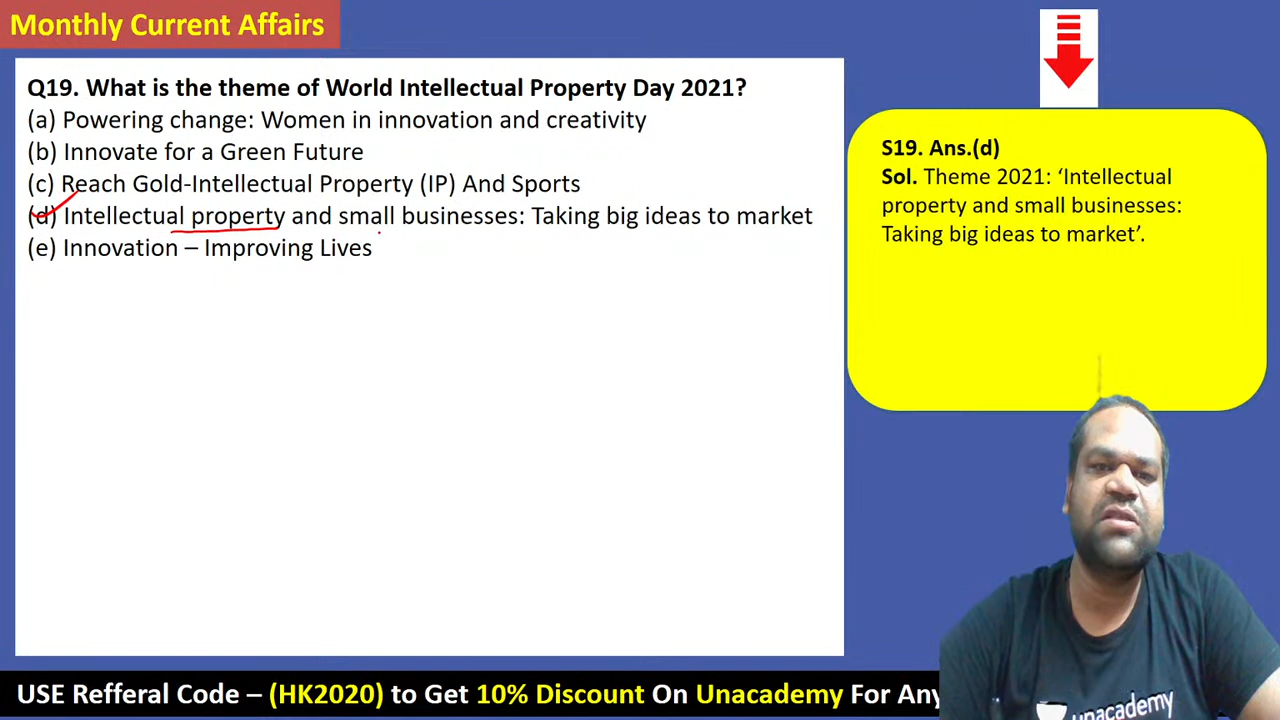 Monthly Current Affairs
Q19. What is the theme of World Intellectual Property Day 2021?
(a) Powering change: Women in innovation and creativity
(b) Innovate for a Green Future
(c) Reach Gold-Intellectual Property (IP) And Sports
(d) Intellectual property and small businesses: Taking big ideas to market
(e) Innovation – Improving Lives
S19. Ans.(d)
Sol. Theme 2021: ‘Intellectual
property and small businesses:
Taking big ideas to market’.
USE Refferal Code – (HK2020) to Get 10% Discount On Unacademy For Any
unacademy